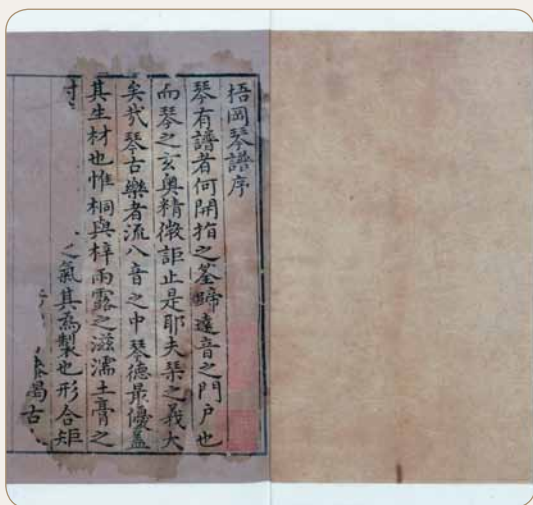 梧岡琴譜序
琴有譜者何開指之筌蹄遠音之門户也
而琴之玄奥精微詎止是耶夫琴之義大
矣㢤琴古樂者流八音之中琴德最優蓋
其生材也惟桐與梓雨露之滋濡土膏之
之氣其為製也形合矩
古